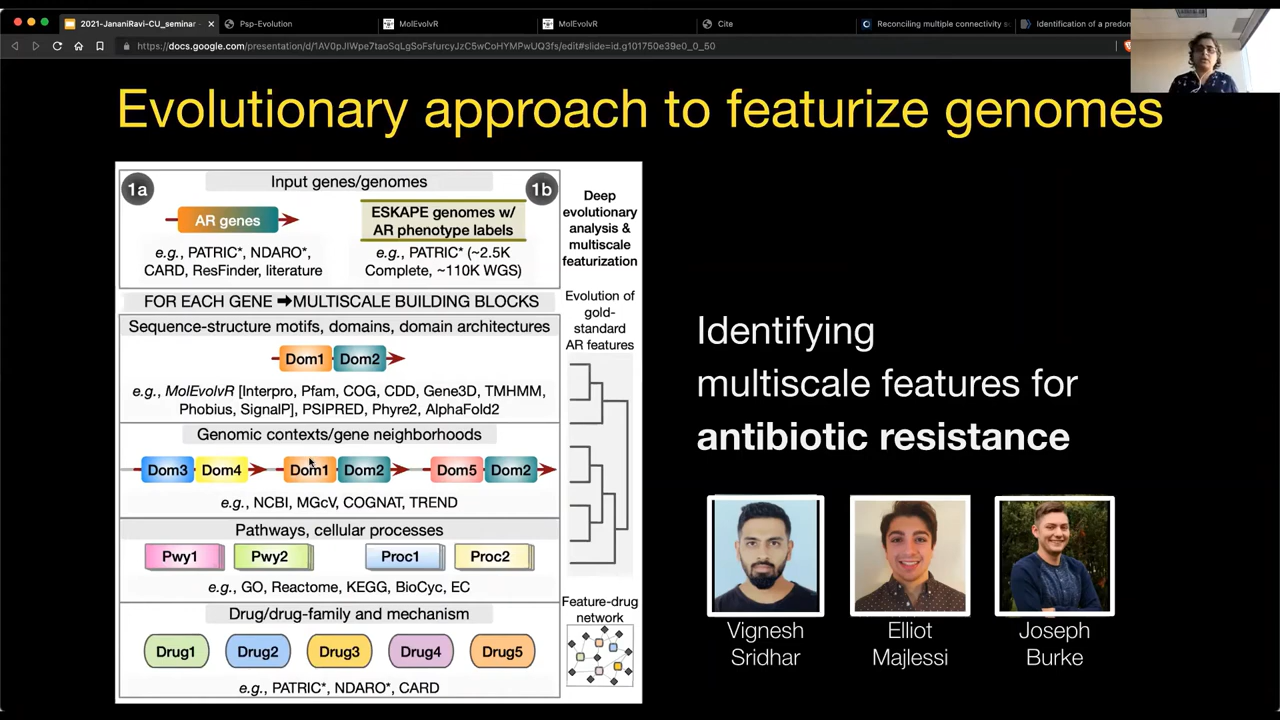 2021-JananiRavi-CU_seminar
Psp-Evolution
MolEvolvR
MolEvolvR
Cite
Reconciling multiple connectivity s
Identification of a predom
https://docs.google.com/presentation/d/1AV0pJIWpe7taoSqLgSoFsfurcyJzC5wCoHYMPwUQ3fs/edit#slide=id.g101750e39e0_0_50
Evolutionary approach to featurize genomes
1a
Input genes/genomes
1b
AR genes
ESKAPE genomes w/
AR phenotype labels
e.g., PATRIC*, NDARO*,
CARD, ResFinder, literature
e.g., PATRIC* (~2.5K
Complete, ~110K WGS)
Deep
evolutionary
analysis &
multiscale
featurization
FOR EACH GENE ➡MULTISCALE BUILDING BLOCKS
Sequence-structure motifs, domains, domain architectures
Dom1 Dom2
e.g., MolEvolvR [Interpro, Pfam, COG, CDD, Gene3D, TMHMM,
Phobius, SignalP], PSIPRED, Phyre2, AlphaFold2
Evolution of
gold-
standard
AR features
Genomic contexts/gene neighborhoods
Dom3 Dom4 Dom1 Dom2 Dom5 Dom2
e.g., NCBI, MGcV, COGNAT, TREND
Pathways, cellular processes
Pwy1 Pwy2 Proc1 Proc2
e.g., GO, Reactome, KEGG, BioCyc, EC
Drug/drug-family and mechanism
Drug1 Drug2 Drug3 Drug4 Drug5
e.g., PATRIC*, NDARO*, CARD
Feature-drug
network
Identifying
multiscale features for
antibiotic resistance
Vignesh
Sridhar
Elliot
Majlessi
Joseph
Burke